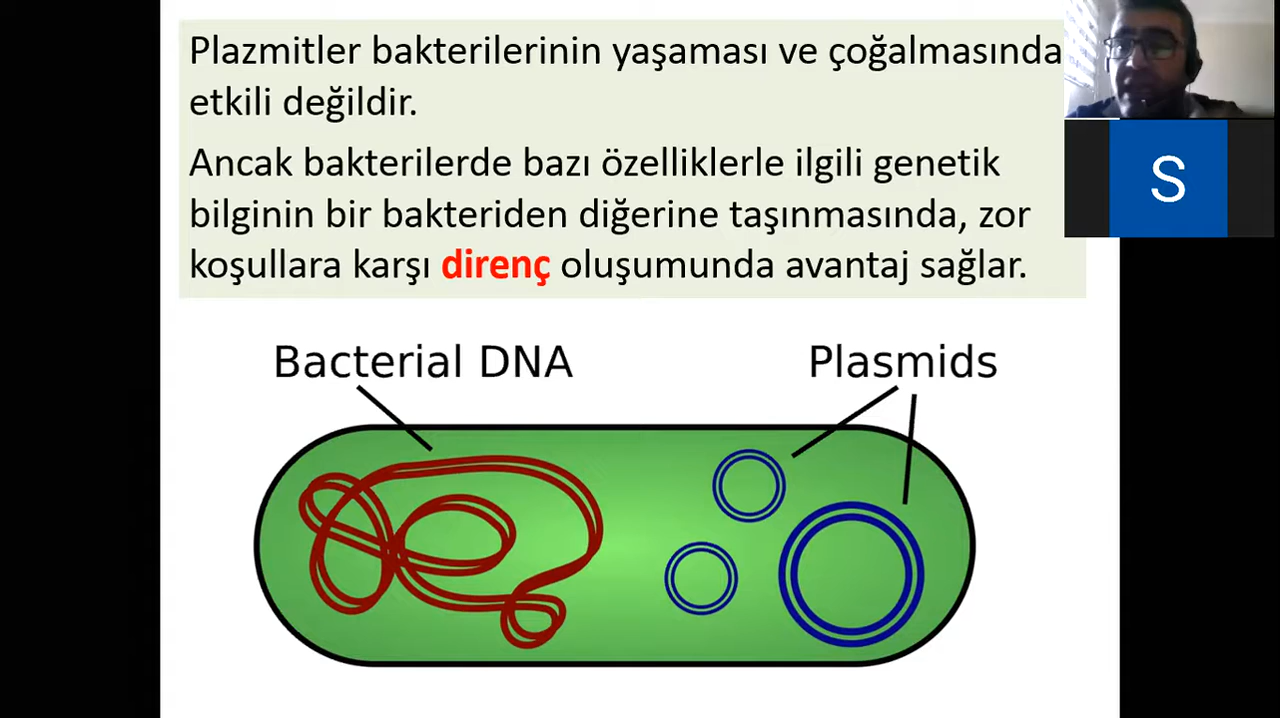 Plazmitler bakterilerinin yaşaması ve çoğalmasında
etkili değildir.
Ancak bakterilerde bazı özelliklerle ilgili genetik
bilginin bir bakteriden diğerine taşınmasında, zor
koşullara karşı direnç oluşumunda avantaj sağlar.
S
Bacterial DNA
Plasmids